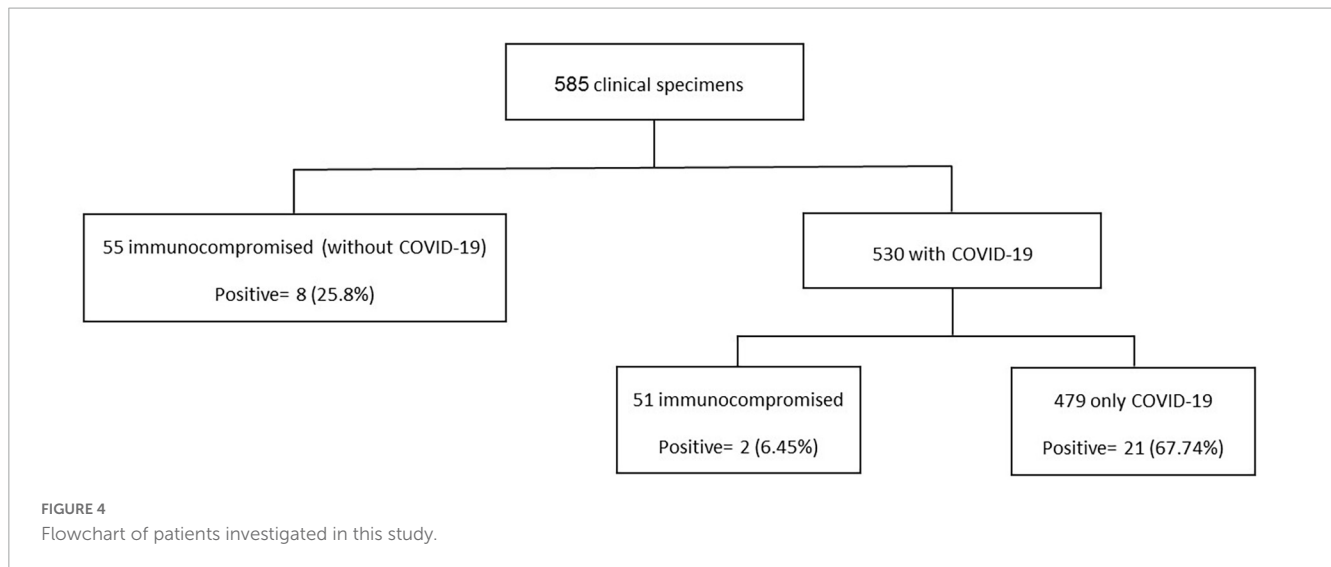 585 clinical specimens
55 immunocompromised (without COVID-19)
Positive= 8 (25.8%)
530 with COVID-19
51 immunocompromised
Positive= 2 (6.45%)
479 only COVID-19
Positive= 21 (67.74%)
FIGURE 4
Flowchart of patients investigated in this study.